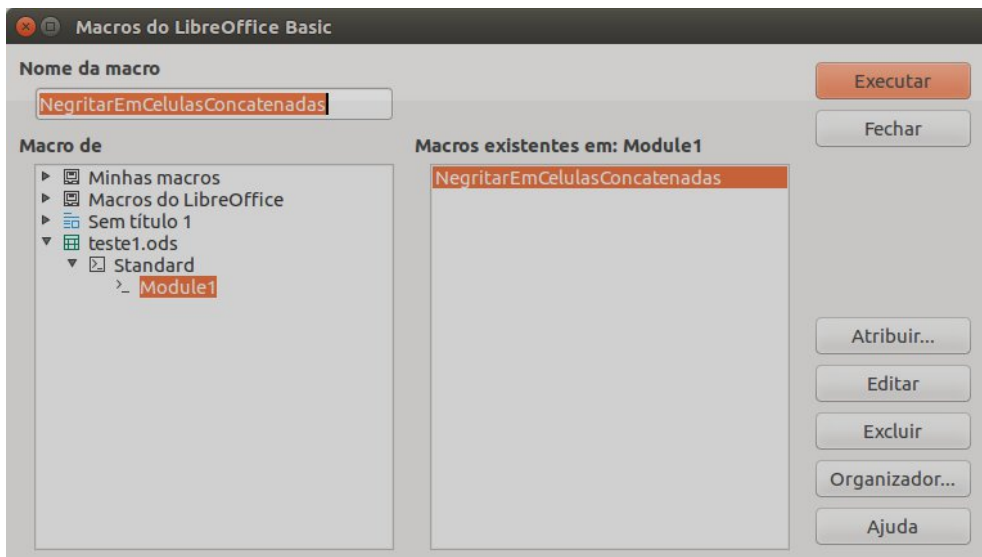 Macros do LibreOffice Basic
Nome da macro
NegritarEmCelulasConcatenadas
Executar
Fechar
Macro de
Macros existentes em: Module1
Minhas macros
Macros do LibreOffice
Sem título 1
teste1.ods
Standard
Module1
NegritarEmCelulasConcatenadas
Atribuir...
Editar
Excluir
Organizador...
Ajuda